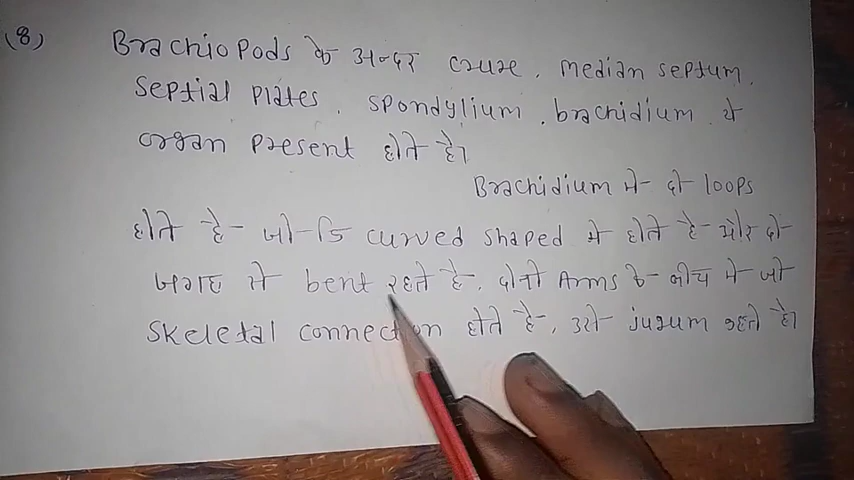 (8) Brachiopods के अन्दर crure, median septum,
Septial Plates, spondylium, brachidium ये
organ Present होते है।
Brachidium मे दो loops
होते है जो कि curved shaped मे होते है और दो
जगह से bent रहते है, दोनो Arms के बीच मे जो
skeletal connection होते है, उसे jugum कहते है।